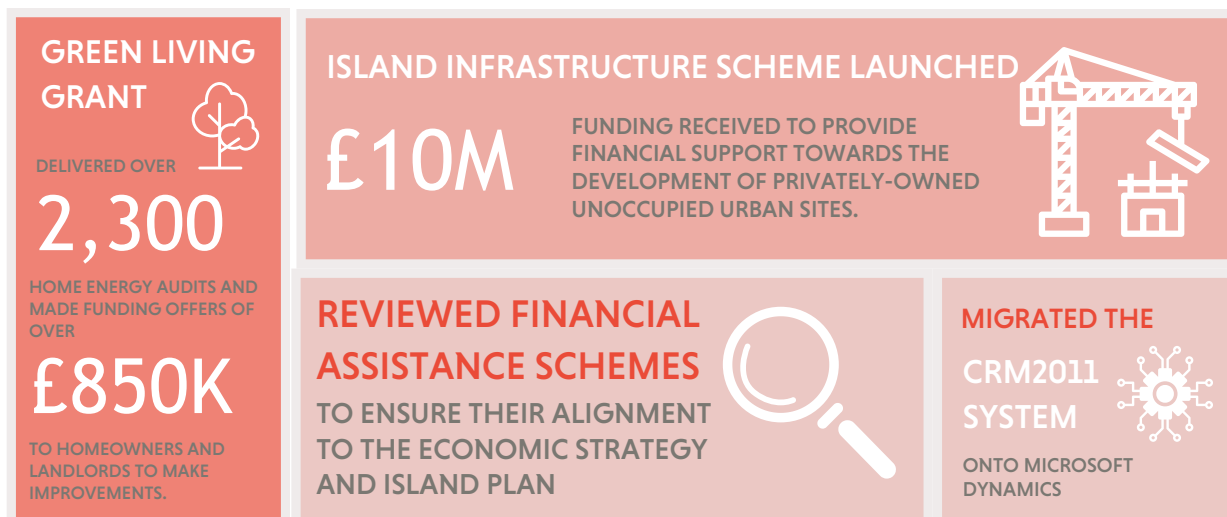 GREEN LIVING
GRANT
DELIVERED OVER
2,300
HOME ENERGY AUDITS AND
MADE FUNDING OFFERS OF
OVER
£850K
TO HOMEOWNERS AND
LANDLORDS TO MAKE
IMPROVEMENTS.
ISLAND INFRASTRUCTURE SCHEME LAUNCHED
£10M
FUNDING RECEIVED TO PROVIDE
FINANCIAL SUPPORT TOWARDS THE
DEVELOPMENT OF PRIVATELY-OWNED
UNOCCUPIED URBAN SITES.
REVIEWED FINANCIAL
ASSISTANCE SCHEMES
TO ENSURE THEIR ALIGNMENT
TO THE ECONOMIC STRATEGY
AND ISLAND PLAN
MIGRATED THE
CRM2011
SYSTEM
ONTO MICROSOFT
DYNAMICS